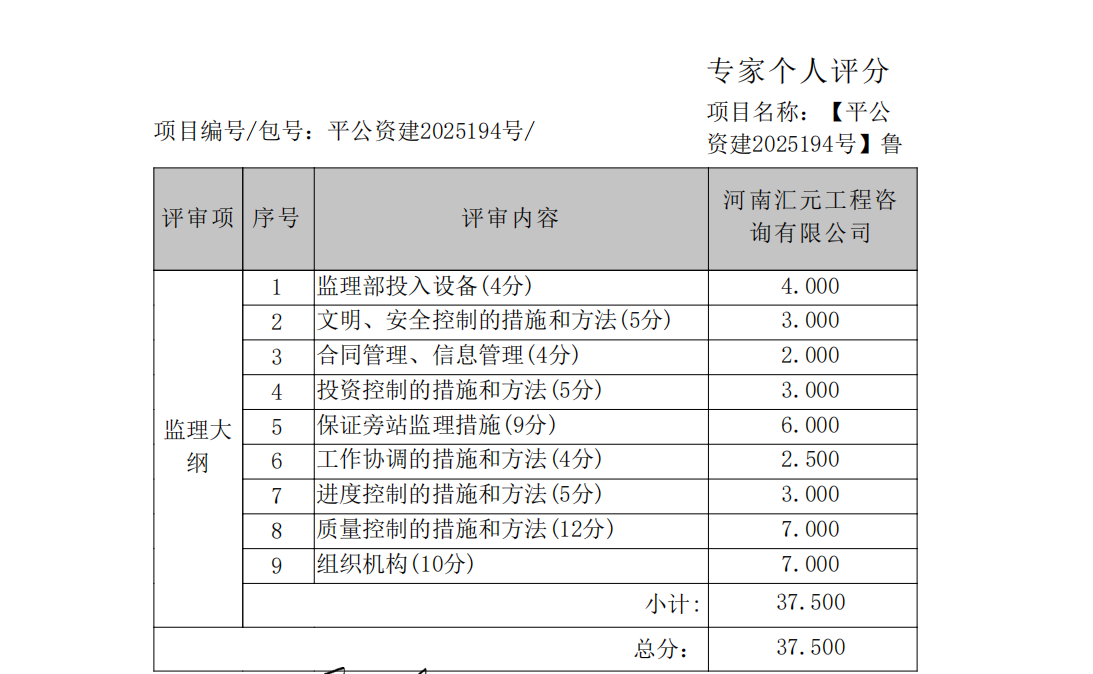 专家个人评分
项目编号/包号：平公资建2025194号/
项目名称：【平公
资建2025194号】鲁
评审项 序号 评审内容 河南汇元工程咨
询有限公司
监理大
纲
1 监理部投入设备(4分) 4.000
2 文明、安全控制的措施和方法(5分) 3.000
3 合同管理、信息管理(4分) 2.000
4 投资控制的措施和方法(5分) 3.000
5 保证旁站监理措施(9分) 6.000
6 工作协调的措施和方法(4分) 2.500
7 进度控制的措施和方法(5分) 3.000
8 质量控制的措施和方法(12分) 7.000
9 组织机构(10分) 7.000
小计: 37.500
总分： 37.500